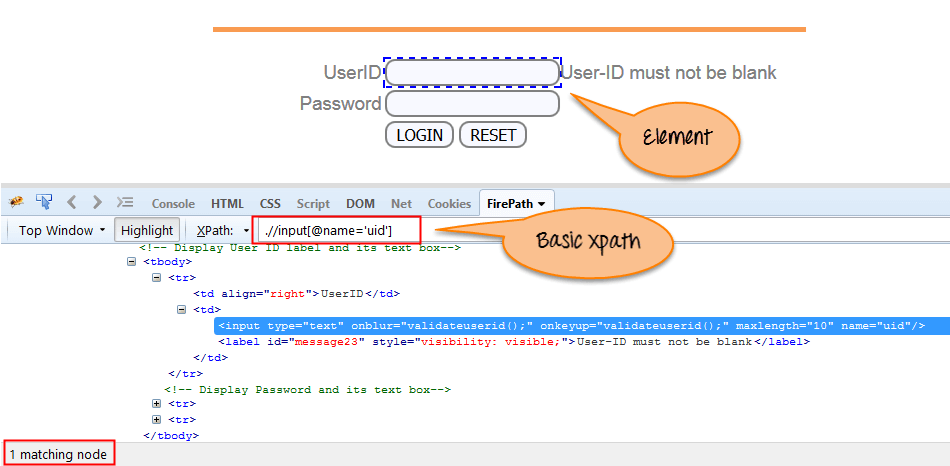 UserID User-ID must not be blank
Password
LOGIN RESET
Element
Console HTML CSS Script DOM Net Cookies FirePath
Top Window Highlight XPath: .//input[@name='uid']
Basic Xpath
<!-- Display User ID label and its text box-->
<tbody>
<tr>
<td align="right">UserID</td>
<td>
<input type="text" onblur="validateuserid();" onkeyup="validateuserid();" maxlength="10" name="uid"/>
<label id="message23" style="visibility: visible;">User-ID must not be blank</label>
</td>
</tr>
<!-- Display Password and its text box-->
<tr>
<tr>
</tbody>
1 matching node